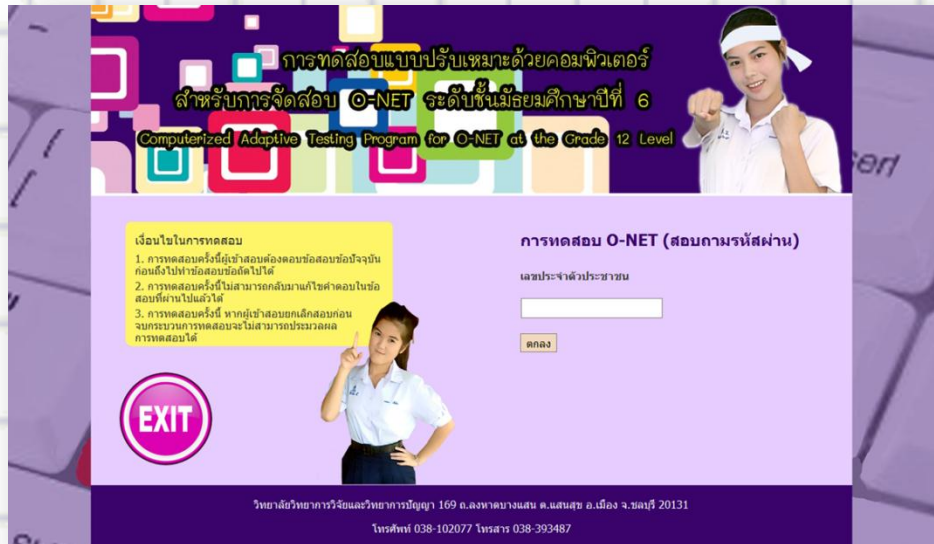 การทดสอบแบบปรับเหมาะด้วยคอมพิวเตอร์
สำหรับการจัดสอบ O-NET ระดับชั้นมัธยมศึกษาปีที่ 6
Computerized Adaptive Testing Program for O-NET at the Grade 12 Level
เงื่อนไขในการทดสอบ
1. การทดสอบครั้งนี้ผู้เข้าสอบต้องตอบข้อสอบข้อปัจจุบัน
ก่อนถึงไปทำข้อสอบข้อถัดไปได้
2. การทดสอบครั้งนี้ไม่สามารถกลับมาแก้ไขคำตอบในข้อ
สอบที่ผ่านไปแล้วได้
3. การทดสอบครั้งนี้ หากผู้เข้าสอบยกเลิกสอบก่อน
จบกระบวนการทดสอบจะไม่สามารถประมวลผล
การทดสอบได้
EXIT
การทดสอบ O-NET (สอบถามรหัสผ่าน)
เลขประจำตัวประชาชน
ตกลง
วิทยาลัยวิทยาการวิจัยและวิทยาการปัญญา 169 ถ.ลงหาดบางแสน ต.แสนสุข อ.เมือง จ.ชลบุรี 20131
โทรศัพท์ 038-102077 โทรสาร 038-393487